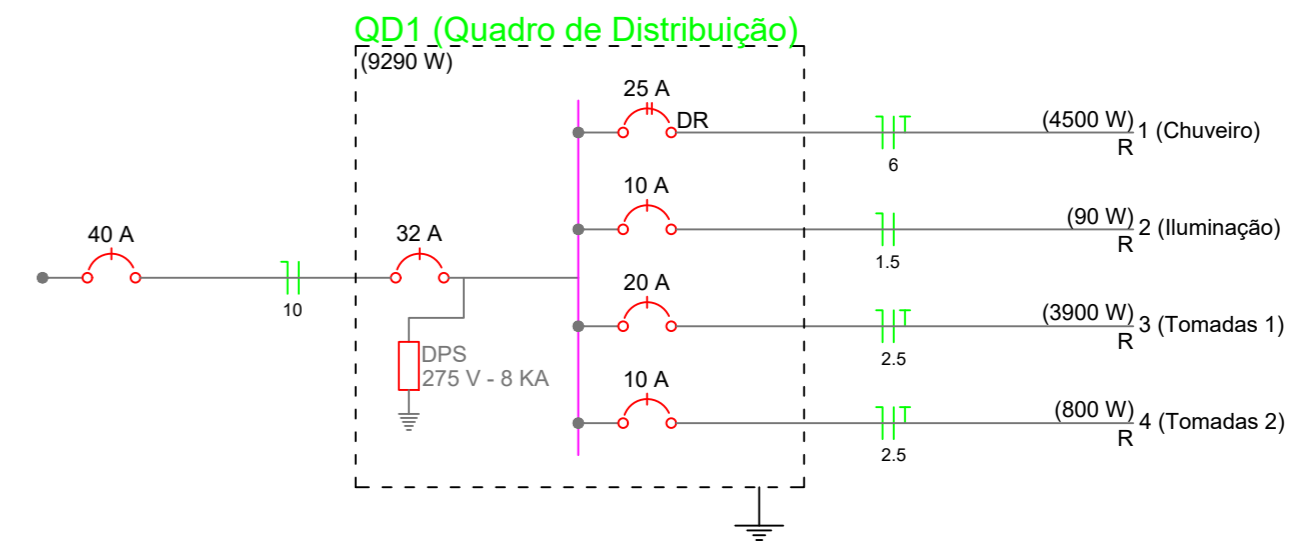 QD1 (Quadro de Distribuição)
(9290 W)
25 A
DR
(4500 W)
1 (Chuveiro)
R
6
10 A
(90 W)
2 (Iluminação)
R
1.5
40 A
10
32 A
DPS
275 V - 8 KA
20 A
(3900 W)
3 (Tomadas 1)
R
2.5
10 A
(800 W)
4 (Tomadas 2)
R
2.5